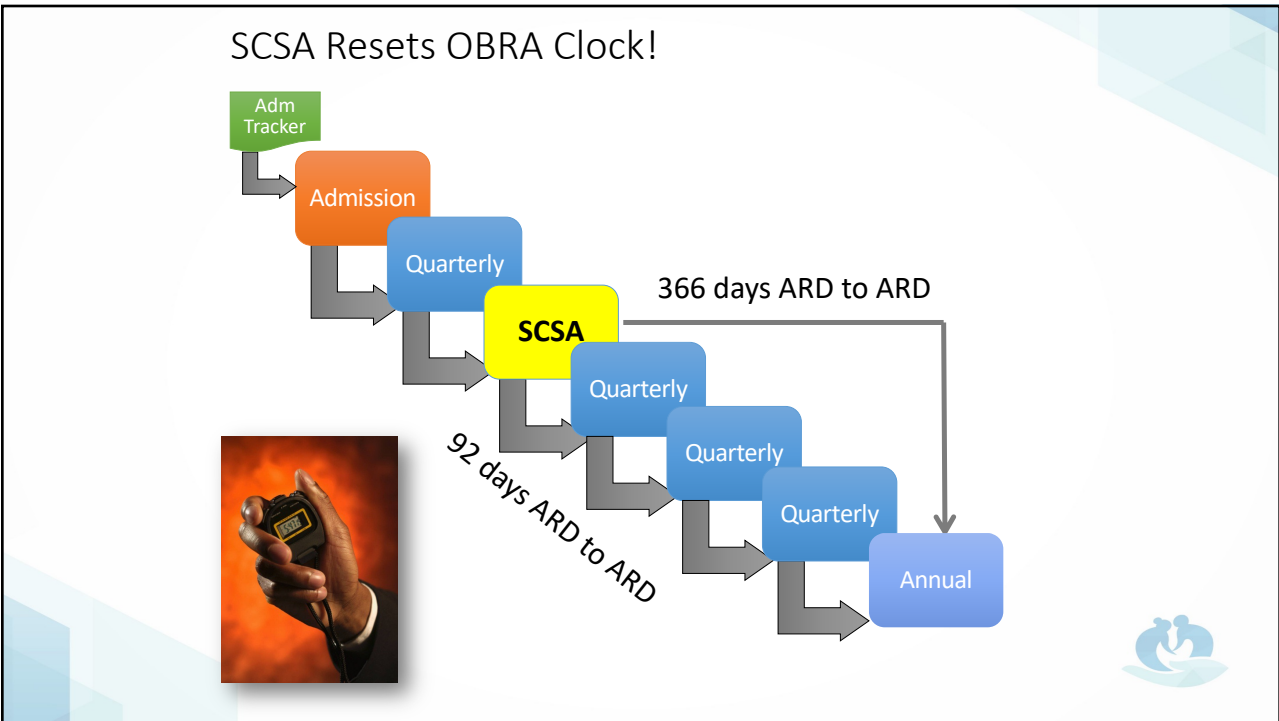 SCSA Resets OBRA Clock!
Adm
Tracker
Admission
Quarterly
SCSA
366 days ARD to ARD
Quarterly
92 days ARD to ARD
Quarterly
Quarterly
Annual